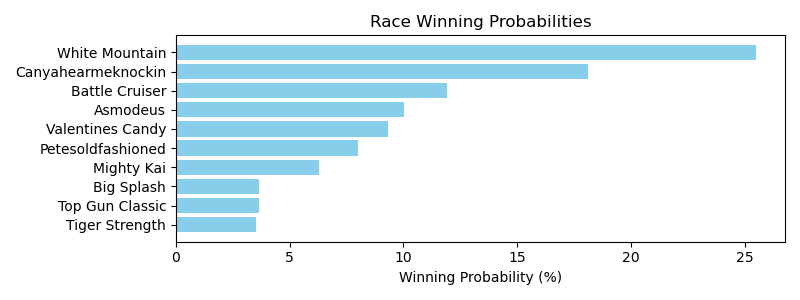 Race Winning Probabilities
White Mountain
Canyahearmeknockin
Battle Cruiser
Asmodeus
Valentines Candy
Petesoldfashioned
Mighty Kai
Big Splash
Top Gun Classic
Tiger Strength
0 5 10 15 20 25
Winning Probability (%)